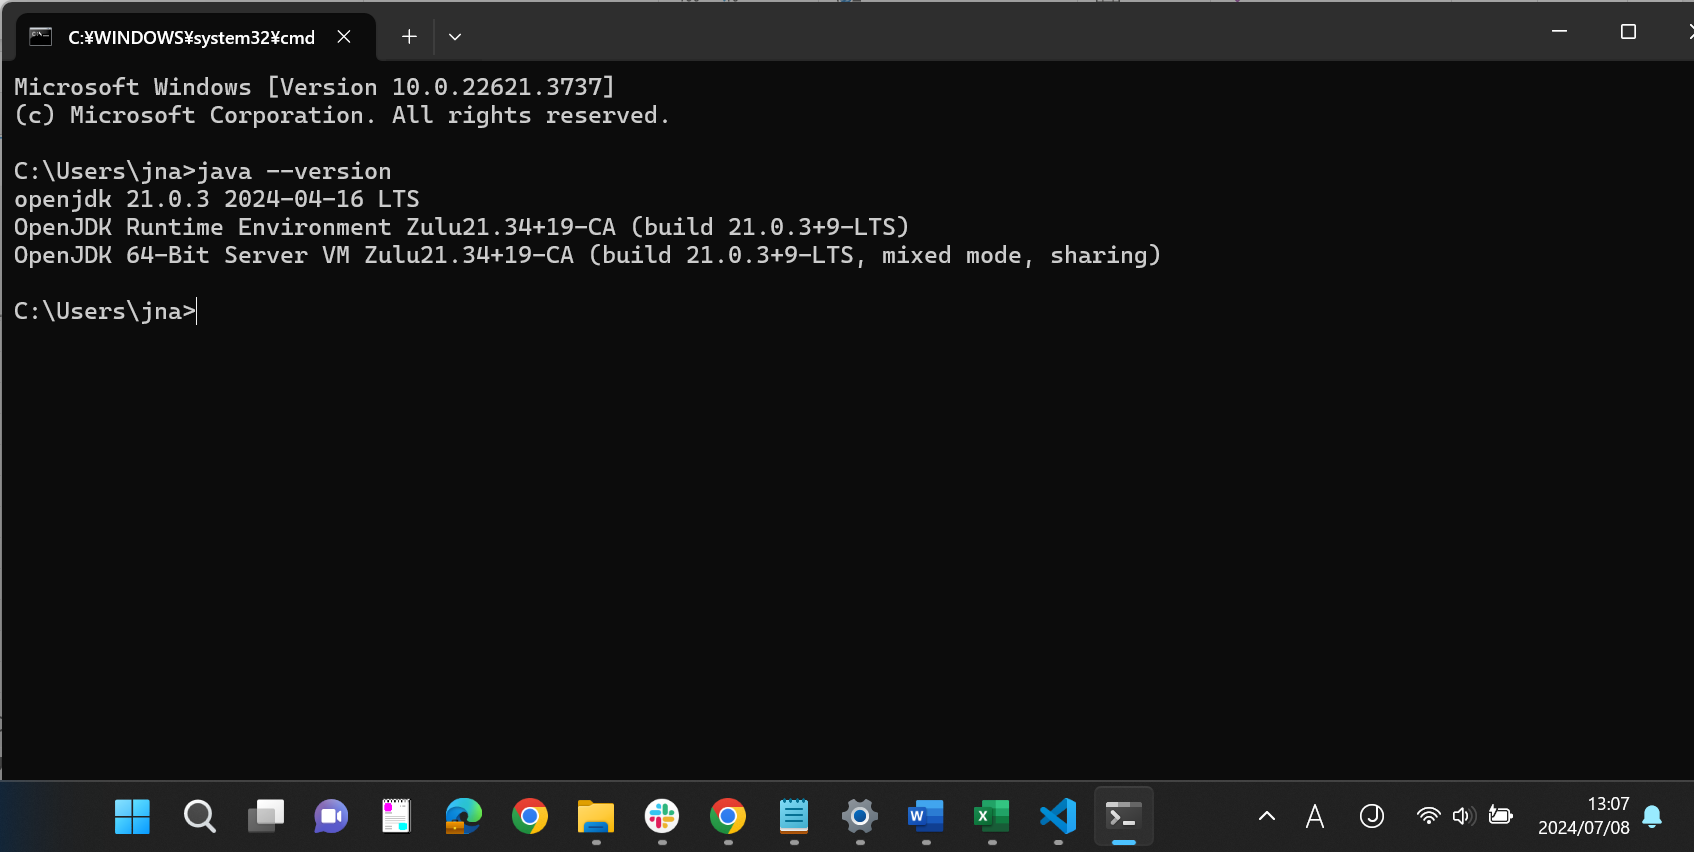 C:¥WINDOWS¥system32¥cmd
Microsoft Windows [Version 10.0.22621.3737]
(c) Microsoft Corporation. All rights reserved.
C:\Users\jna>java --version
openjdk 21.0.3 2024-04-16 LTS
OpenJDK Runtime Environment Zulu21.34+19-CA (build 21.0.3+9-LTS)
OpenJDK 64-Bit Server VM Zulu21.34+19-CA (build 21.0.3+9-LTS, mixed mode, sharing)
C:\Users\jna>
A
J
13:07
2024/07/08